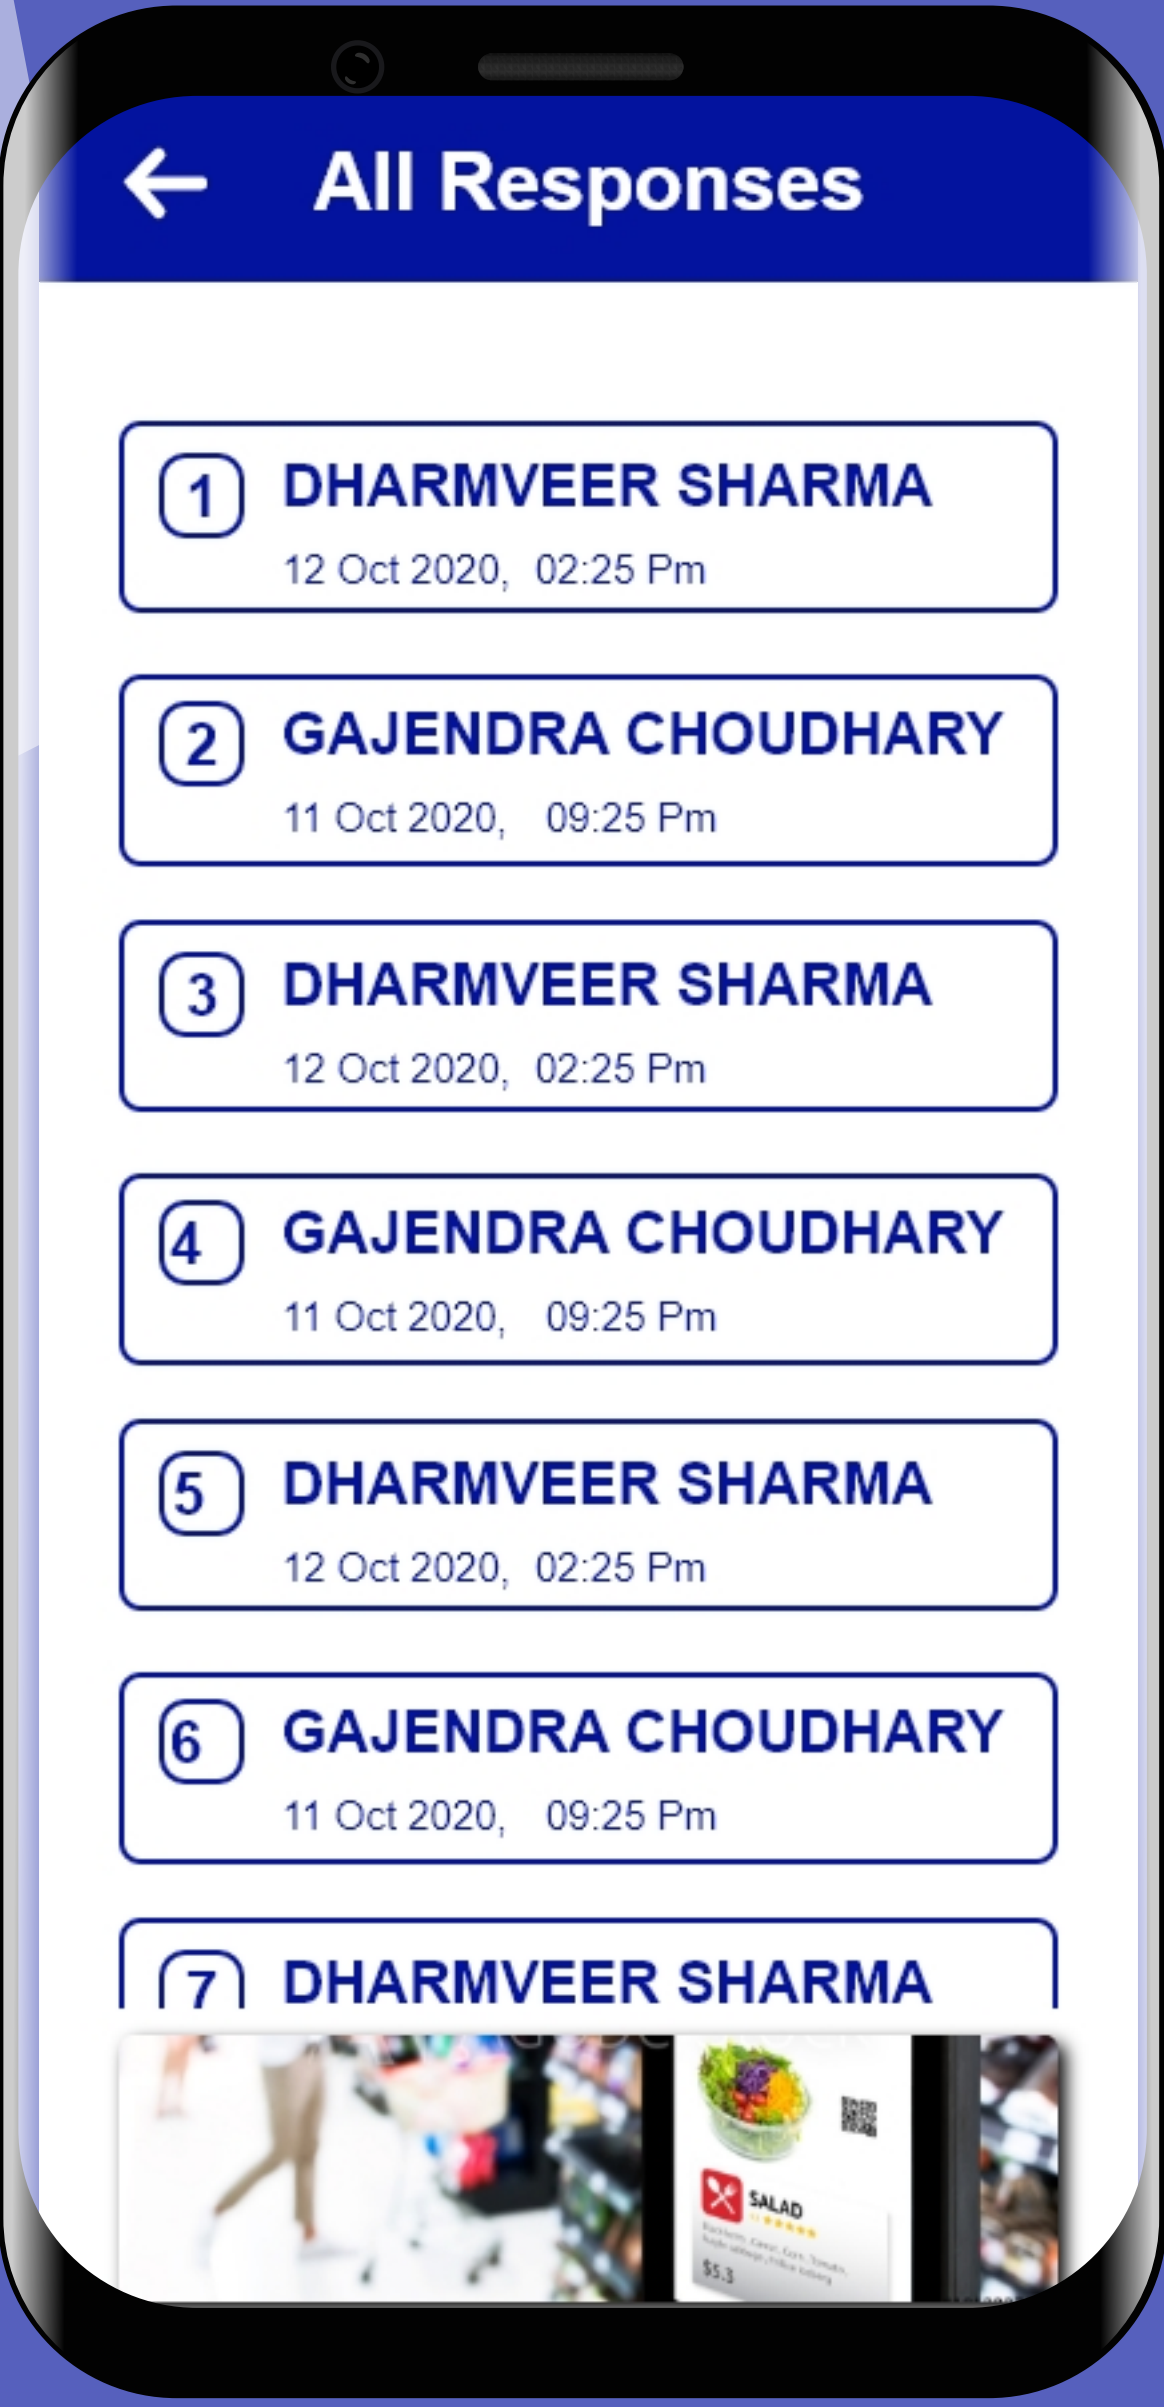 All Responses
1 DHARMVEER SHARMA
12 Oct 2020, 02:25 Pm
2 GAJENDRA CHOUDHARY
11 Oct 2020, 09:25 Pm
3 DHARMVEER SHARMA
12 Oct 2020, 02:25 Pm
4 GAJENDRA CHOUDHARY
11 Oct 2020, 09:25 Pm
5 DHARMVEER SHARMA
12 Oct 2020, 02:25 Pm
6 GAJENDRA CHOUDHARY
11 Oct 2020, 09:25 Pm
7 DHARMVEER SHARMA
SALAD
$5.3